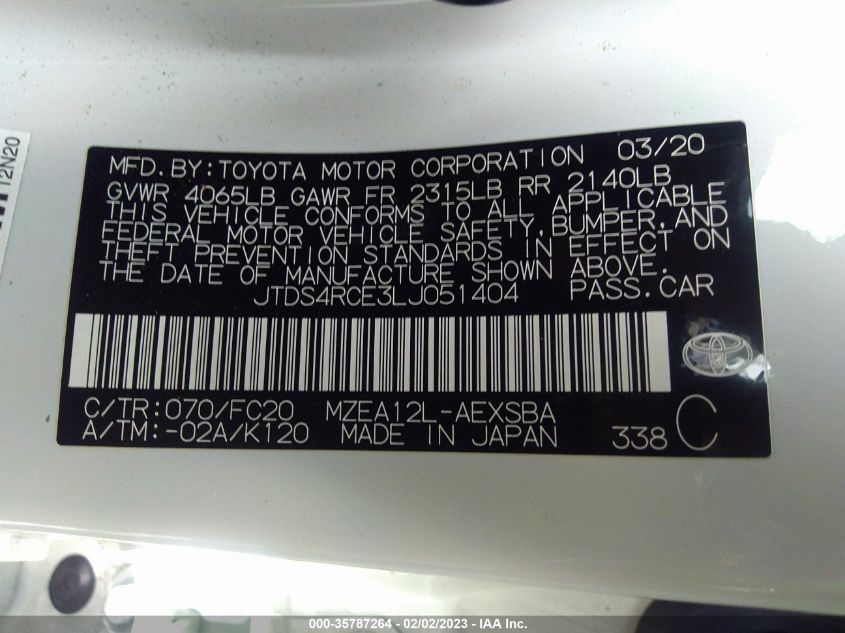 12N20
MFD.BY:TOYOTA MOTOR CORPORATION 03/20
GVWR 4065LB GAWR FR 2315LB RR 2140LB
THIS VEHICLE CONFORMS TO ALL APPLICABLE
FEDERAL MOTOR VEHICLE SAFETY,BUMPER,AND
THEFT PREVENTION STANDARDS IN EFFECT ON
THE DATE OF MANUFACTURE SHOWN ABOVE.
JTDS4RCE3LJ051404 PASS.CAR
C/TR:070/FC20 MZEA12L-AEXSBA
A/TM:-02A/K120 MADE IN JAPAN 338 C
000-35787264 - 02/02/2023 - IAA Inc.